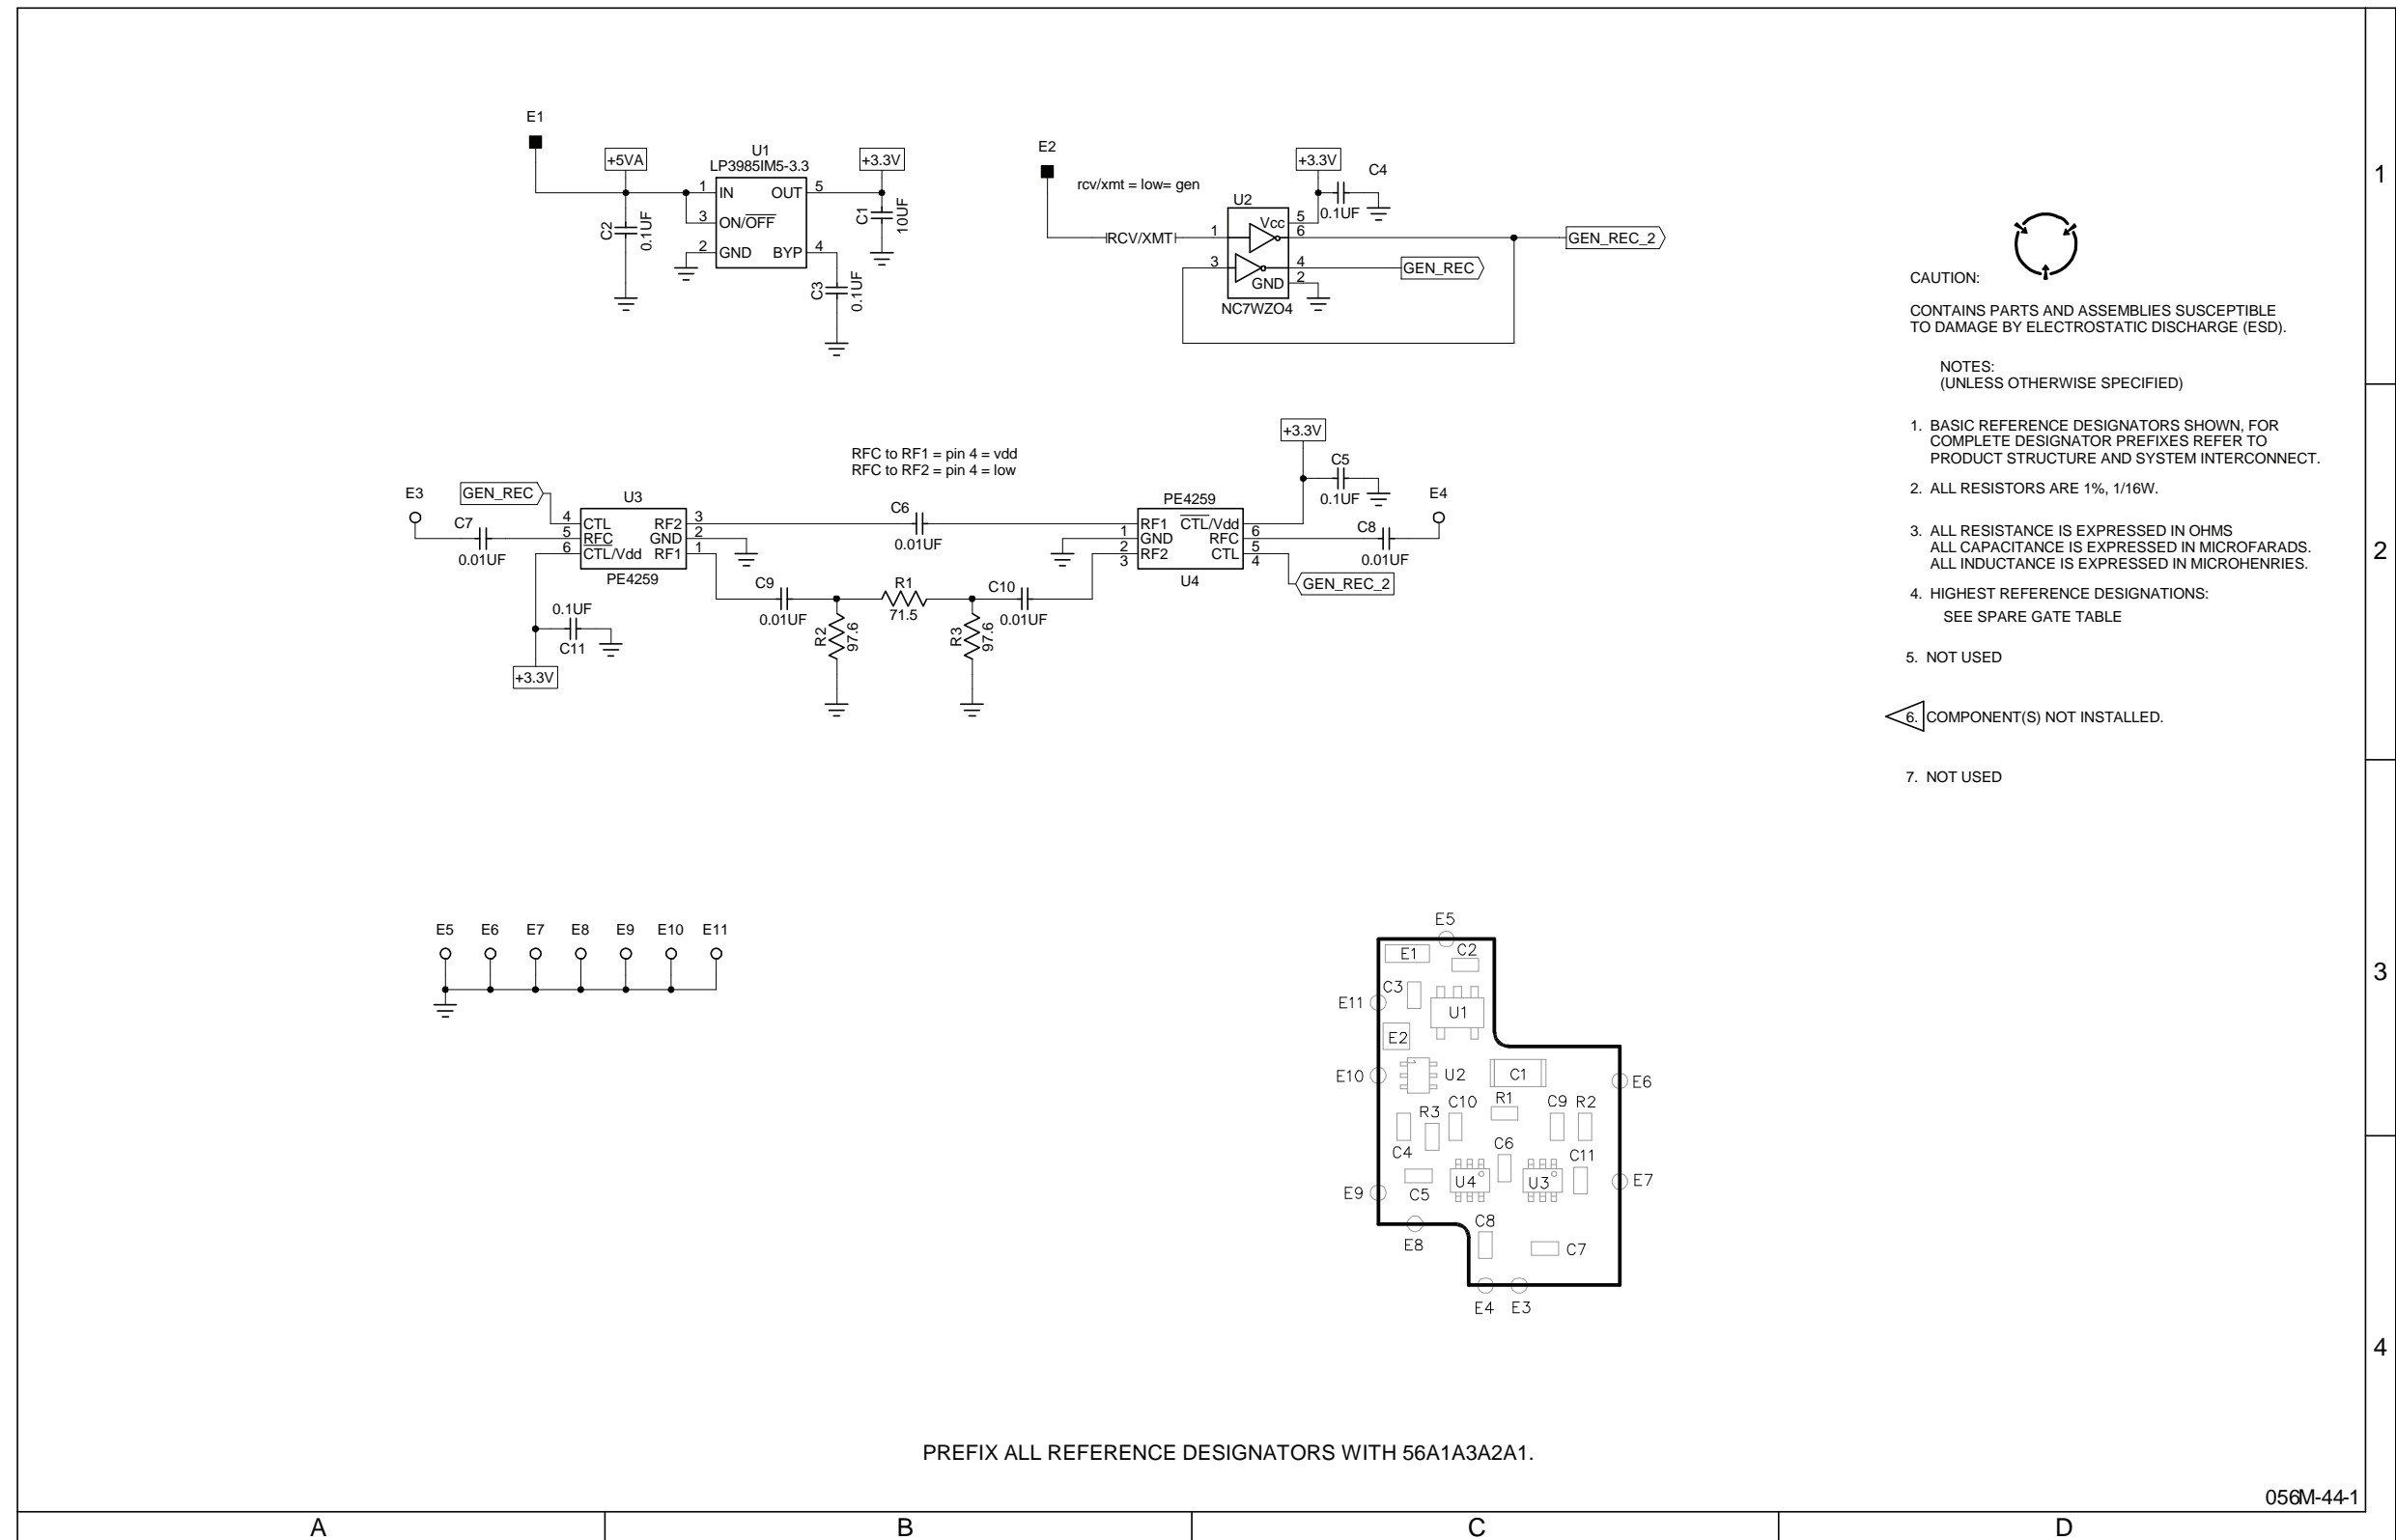 E1
+5VA
U1
LP3985IM5-3.3
+3.3V
1 IN OUT 5
3 ON/OFF
2 GND BYP 4
C2
0.1UF
C3
0.1UF
C1
10UF
E2
rcv/xmt = low= gen
RCV/XMT
U2
+3.3V
C4
0.1UF
Vcc 5
1 6
3 4
GND 2
NC7WZO4
GEN_REC_2
GEN_REC
E3
GEN_REC
C7
0.01UF
U3
4 CTL RF2 3
5 RFC GND 2
6 CTL/Vdd RF1 1
PE4259
0.1UF
C11
+3.3V
RFC to RF1 = pin 4 = vdd
RFC to RF2 = pin 4 = low
C6
0.01UF
C9
0.01UF
R1
71.5
C10
0.01UF
R2
97.6
R3
97.6
+3.3V
C5
0.1UF
PE4259
1 RF1 CTL/Vdd 6
2 GND RFC 5
3 RF2 CTL 4
U4
E4
C8
0.01UF
GEN_REC_2
CAUTION:
CONTAINS PARTS AND ASSEMBLIES SUSCEPTIBLE
TO DAMAGE BY ELECTROSTATIC DISCHARGE (ESD).
NOTES:
(UNLESS OTHERWISE SPECIFIED)
1. BASIC REFERENCE DESIGNATORS SHOWN, FOR
COMPLETE DESIGNATOR PREFIXES REFER TO
PRODUCT STRUCTURE AND SYSTEM INTERCONNECT.
2. ALL RESISTORS ARE 1%, 1/16W.
3. ALL RESISTANCE IS EXPRESSED IN OHMS
ALL CAPACITANCE IS EXPRESSED IN MICROFARADS.
ALL INDUCTANCE IS EXPRESSED IN MICROHENRIES.
4. HIGHEST REFERENCE DESIGNATIONS:
SEE SPARE GATE TABLE
5. NOT USED
6. COMPONENT(S) NOT INSTALLED.
7. NOT USED
E5 E6 E7 E8 E9 E10 E11
E5
E1 C2
C3
E11 U1
E2
E10 U2 C1 E6
R3 C10 R1 C9 R2
C4 C6 C11
U4 U3 E7
E9 C5
C8
E8 C7
E4 E3
PREFIX ALL REFERENCE DESIGNATORS WITH 56A1A3A2A1.
056M-44-1
1
2
3
4
A B C D